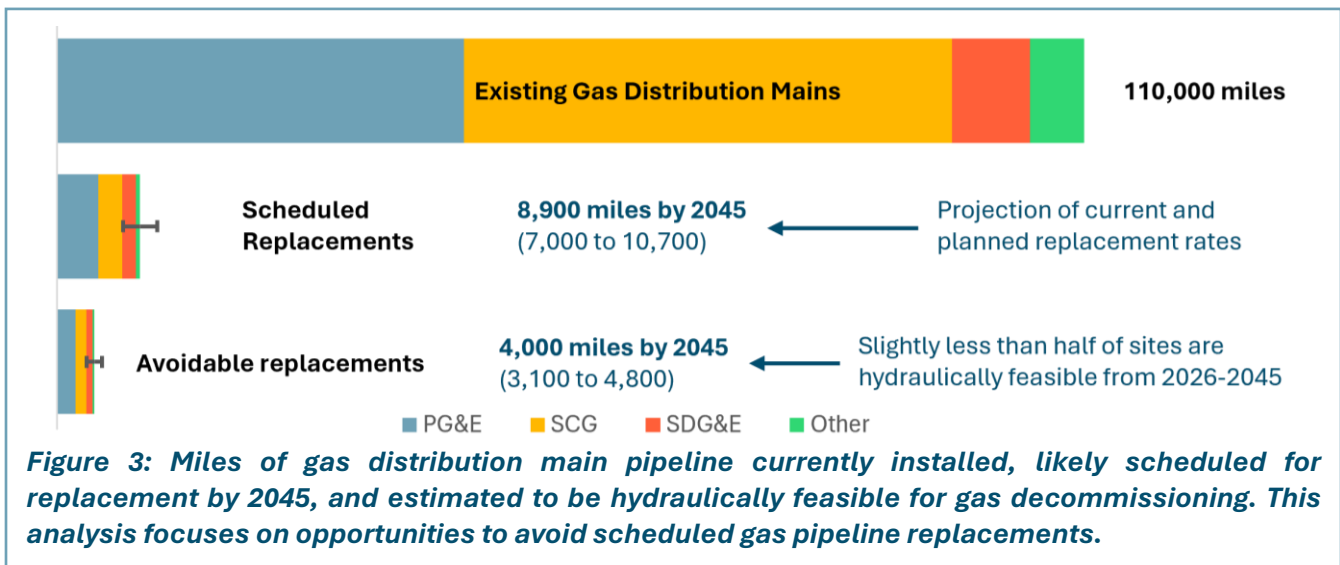 Existing Gas Distribution Mains
110,000 miles
Scheduled
Replacements
8,900 miles by 2045
(7,000 to 10,700)
Projection of current and
planned replacement rates
Avoidable replacements
4,000 miles by 2045
(3,100 to 4,800)
Slightly less than half of sites are
hydraulically feasible from 2026-2045
PG&E
SCG
SDG&E
Other
Figure 3: Miles of gas distribution main pipeline currently installed, likely scheduled for
replacement by 2045, and estimated to be hydraulically feasible for gas decommissioning. This
analysis focuses on opportunities to avoid scheduled gas pipeline replacements.